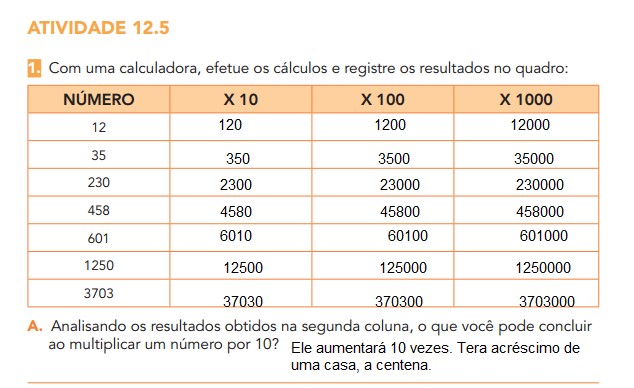 ATIVIDADE 12.5
1. Com uma calculadora, efetue os cálculos e registre os resultados no quadro:
NÚMERO X 10 X 100 X 1000
12 120 1200 12000
35 350 3500 35000
230 2300 23000 230000
458 4580 45800 458000
601 6010 60100 601000
1250 12500 125000 1250000
3703 37030 370300 3703000
A. Analisando os resultados obtidos na segunda coluna, o que você pode concluir
ao multiplicar um número por 10? Ele aumentará 10 vezes. Tera acréscimo de
uma casa, a centena.